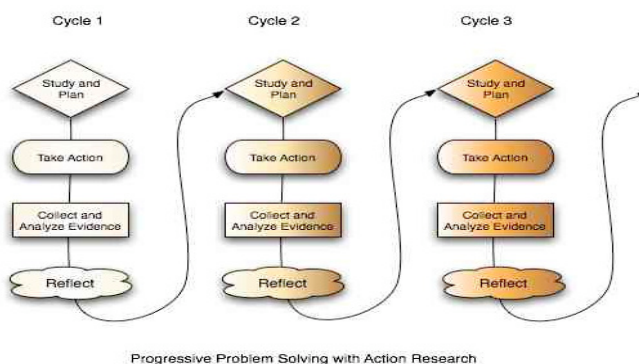 Cycle 1
Cycle 2
Cycle 3
Study and
Plan
Take Action
Collect and
Analyze Evidence
Reflect
Study and
Plan
Take Action
Collect and
Analyze Evidence
Reflect
Study and
Plan
Take Action
Collect and
Analyze Evidence
Reflect
Progressive Problem Solving with Action Research